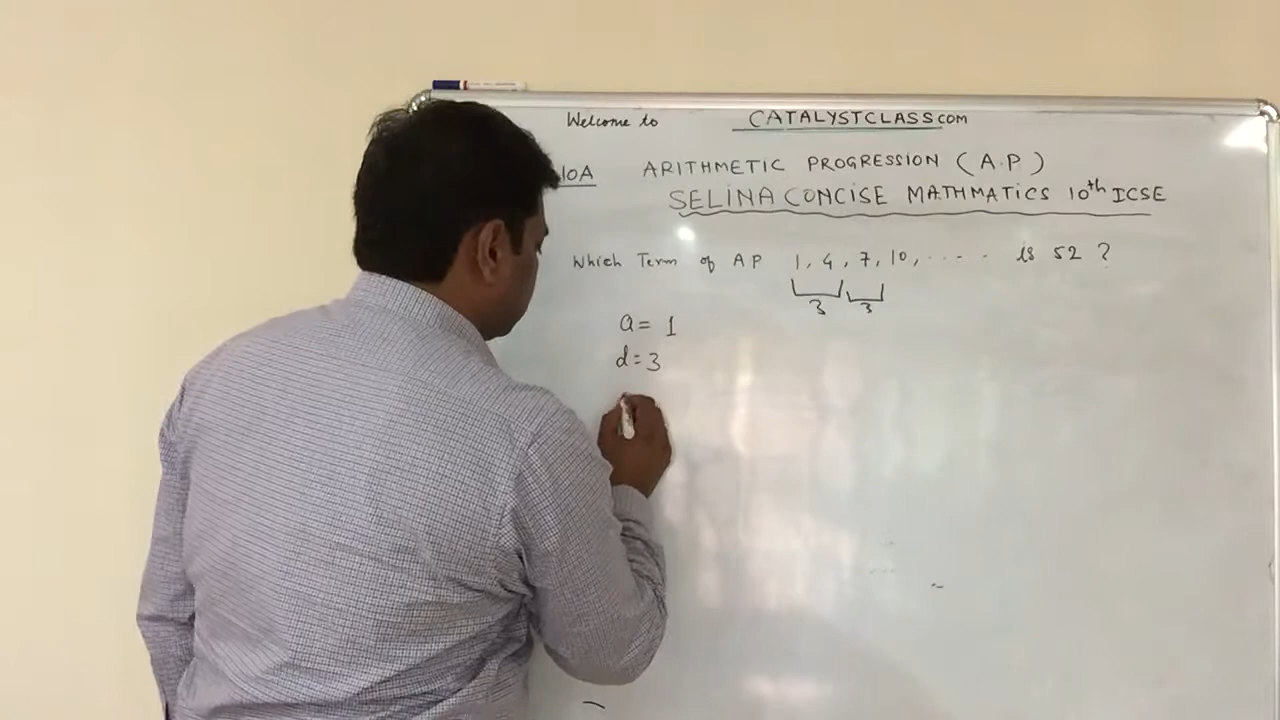 Welcome to CATALYSTCLASS COM
10A ARITHMETIC PROGRESSION (A.P)
SELINA CONCISE MATHMATICS 10th ICSE
Which Term of AP 1, 4, 7, 10, ..... is 52 ?
3 3
a = 1
d = 3